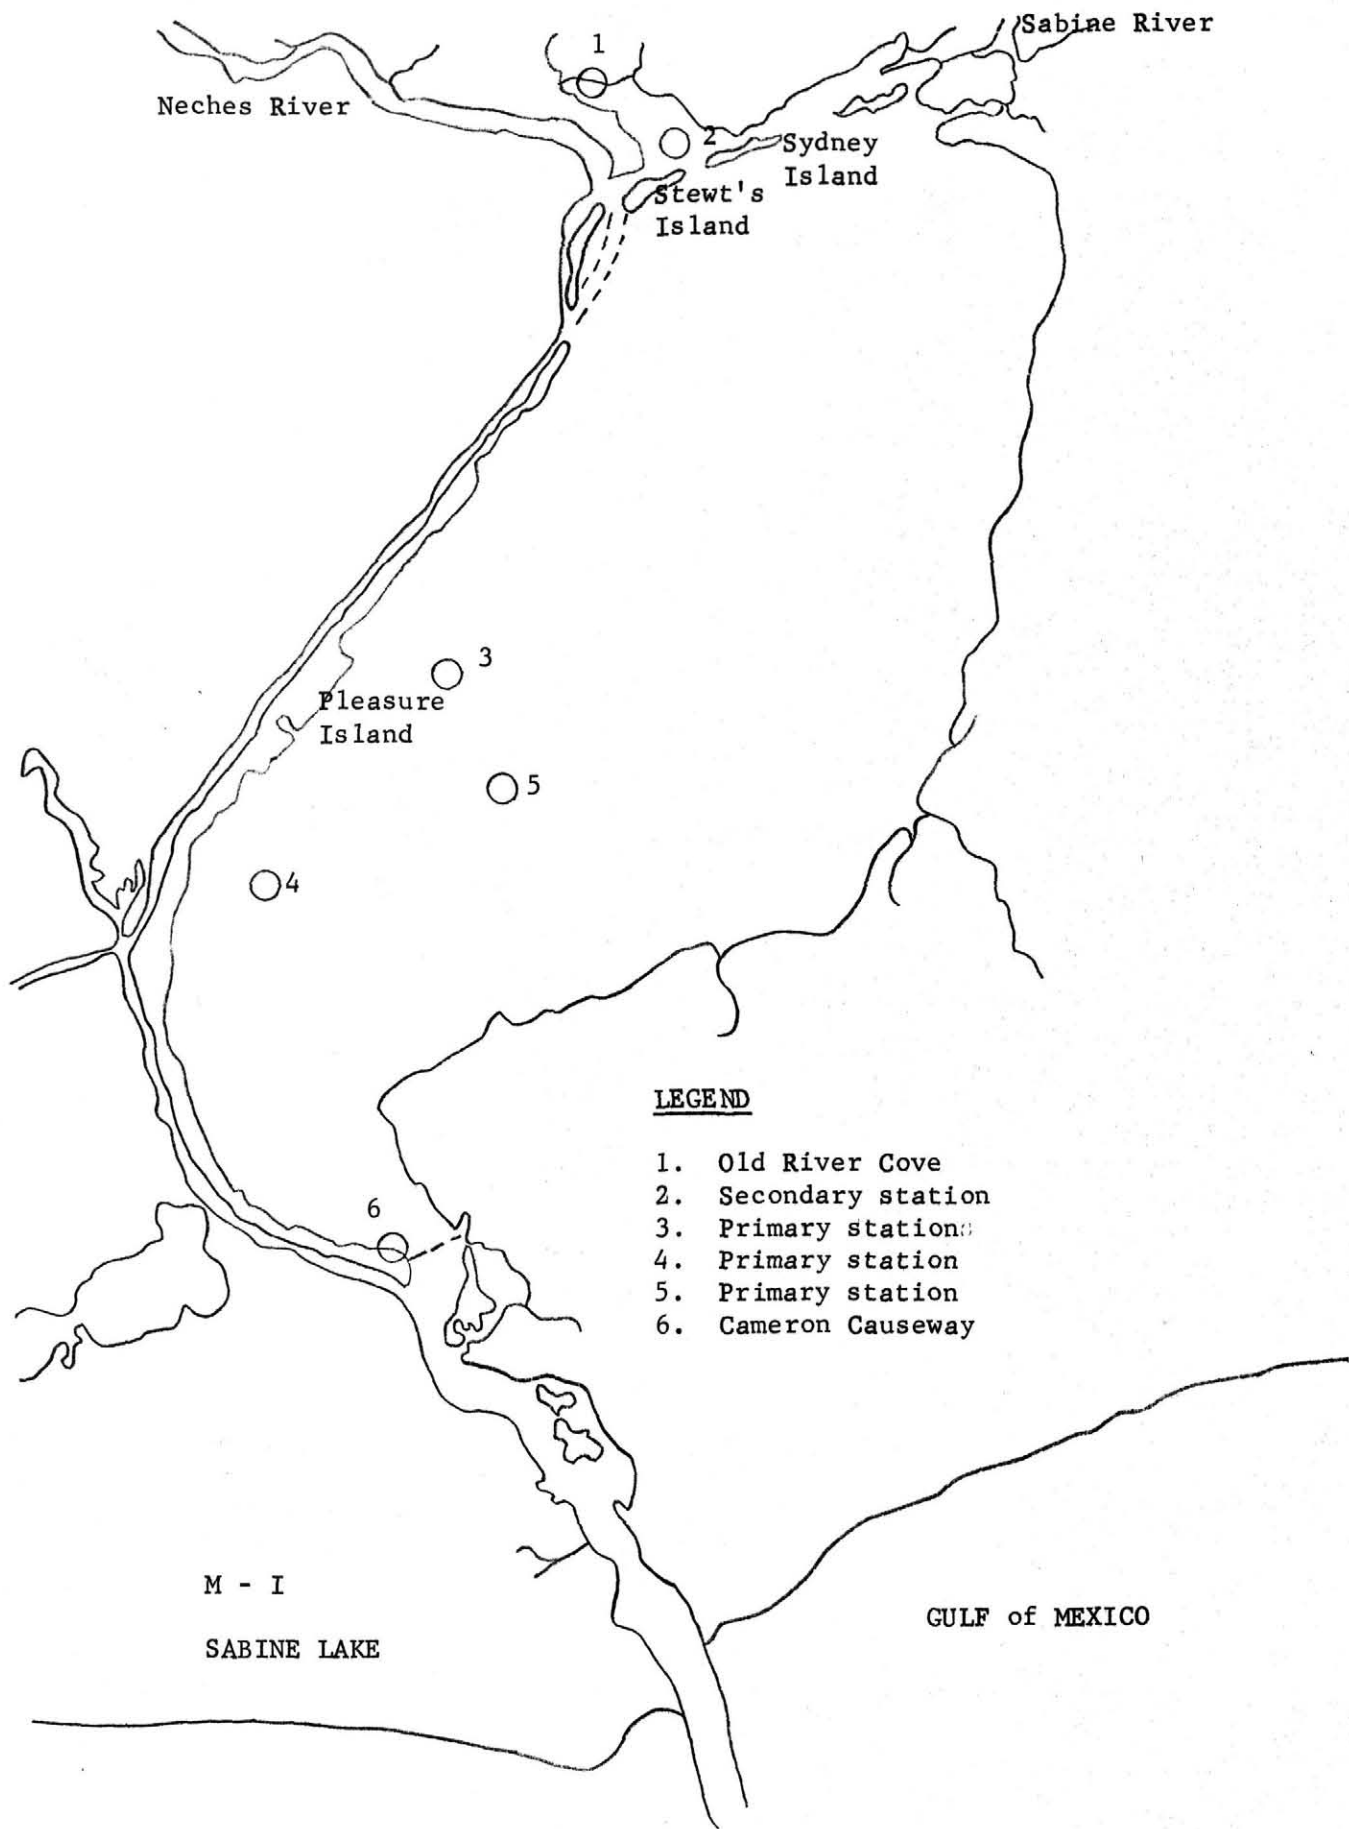 Sabine River
1
Neches River
2
Sydney
Island
Stewt's
Island
3
Pleasure
Island
5
4
LEGEND
1. Old River Cove
2. Secondary station
3. Primary station
4. Primary station
5. Primary station
6. Cameron Causeway
6
M - I
SABINE LAKE
GULF of MEXICO